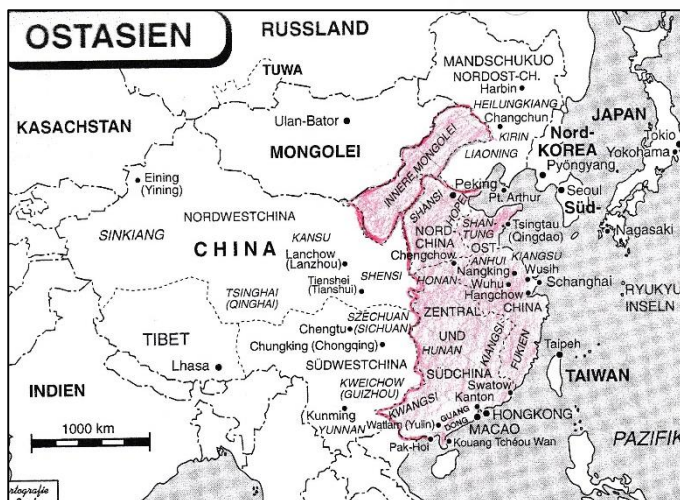 OSTASIEN
RUSSLAND
TUWA
KASACHSTAN
Ulan-Bator
MONGOLEI
MANDSCHUKUO
NORDOST-CH.
Harbin
HEILUNGKIANG
Changchun
KIRIN
LIAONING
INNERE MONGOLEI
JAPAN
Nord-
KOREA
Pyöngyang
Seoul
Süd-
Tokio
Yokohama
Nagasaki
Eining
(Yining)
NORDWESTCHINA
SINKIANG
CHINA
KANSU
Lanchow
(Lanzhou)
Tienshei
(Tianshui)
SHENSI
TSINGHAI
(QINGHAI)
Peking
Pt. Arthur
SHANSI
HOPEI
NORD-
CHINA
SHAN-
TUNG
Tsingtau
(Qingdao)
OST-
Chengchow
ANHUI
KIANGSU
HONAN
Nangking
Wusih
Wuhu
Schanghai
Hangchow
CHINA
RYUKYU
INSELN
ZENTRAL
UND
SÜDCHINA
HUNAN
KIANGSI
FUKIEN
TIBET
Lhasa
SZECHUAN
(SICHUAN)
Chengtu
Chungking (Chongqing)
SÜDWESTCHINA
KWEICHOW
(GUIZHOU)
Kunming
YUNNAN
KWANGSI
Watlam (Yulin)
Pak-Hoi
GUANG
DONG
Swatow
Kanton
HONGKONG
MACAO
Kouang Tchéou Wan
Taipeh
TAIWAN
INDIEN
1000 km
PAZIFIK